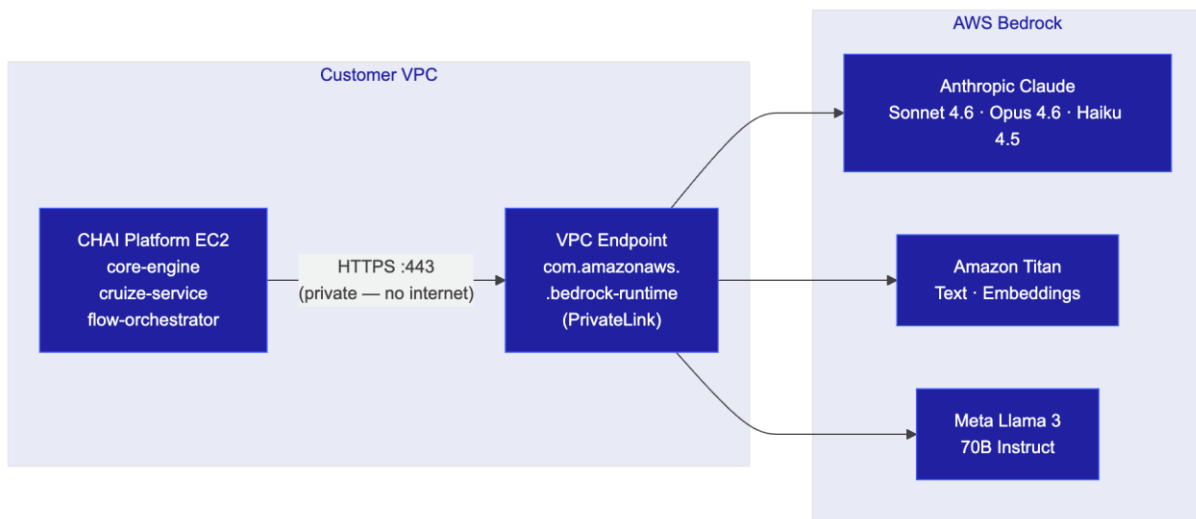 AWS Bedrock
Customer VPC
Anthropic Claude
Sonnet 4.6 · Opus 4.6 · Haiku
4.5
CHAI Platform EC2
core-engine
cruize-service
flow-orchestrator
HTTPS :443
(private — no internet)
VPC Endpoint
com.amazonaws.
.bedrock-runtime
(PrivateLink)
Amazon Titan
Text · Embeddings
Meta Llama 3
70B Instruct